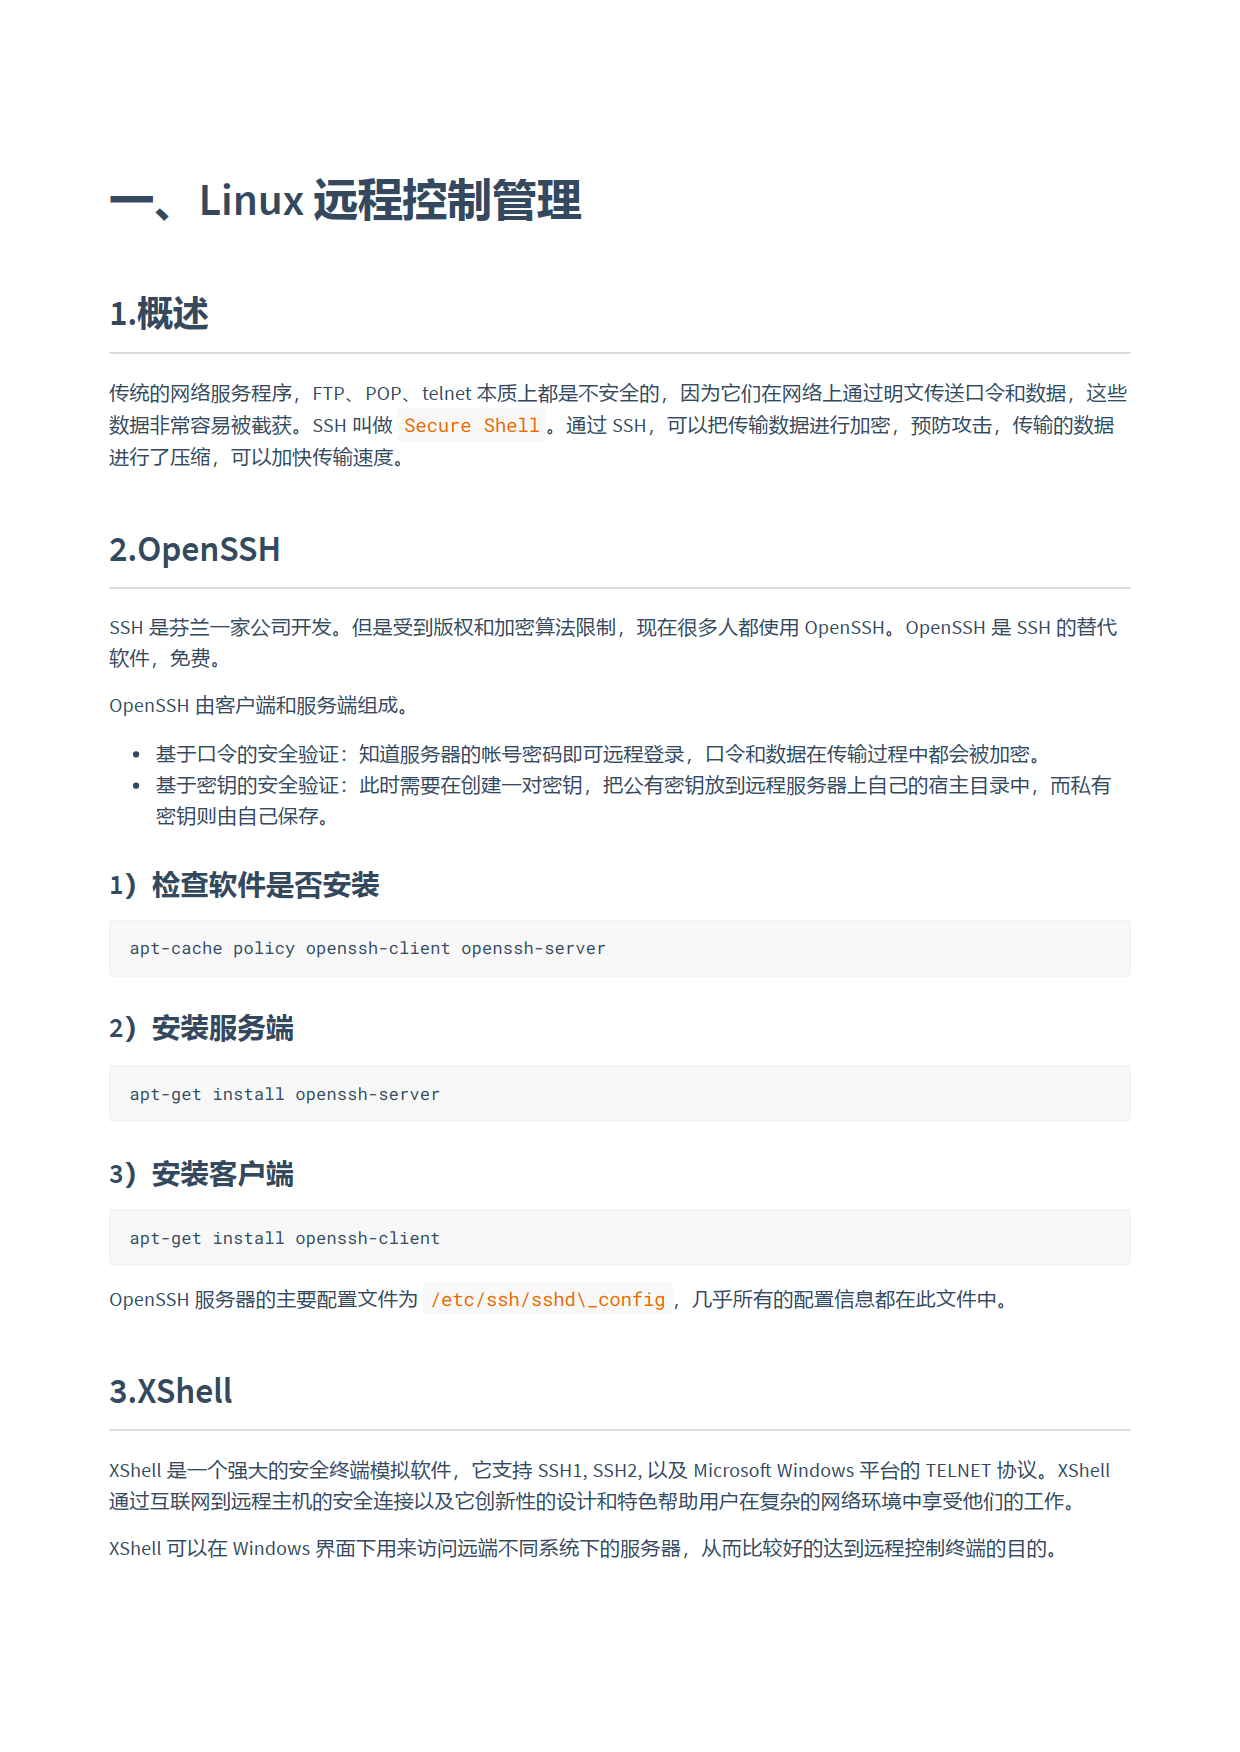 一、Linux 远程控制管理
1.概述
传统的网络服务程序，FTP、POP、telnet 本质上都是不安全的，因为它们在网络上通过明文传送口令和数据，这些
数据非常容易被截获。SSH 叫做 Secure Shell 。通过 SSH，可以把传输数据进行加密，预防攻击，传输的数据
进行了压缩，可以加快传输速度。
2.OpenSSH
SSH 是芬兰一家公司开发。但是受到版权和加密算法限制，现在很多人都使用 OpenSSH。OpenSSH 是 SSH 的替代
软件，免费。
OpenSSH 由客户端和服务端组成。
• 基于口令的安全验证：知道服务器的帐号密码即可远程登录，口令和数据在传输过程中都会被加密。
• 基于密钥的安全验证：此时需要在创建一对密钥，把公有密钥放到远程服务器上自己的宿主目录中，而私有
密钥则由自己保存。
1）检查软件是否安装
apt-cache policy openssh-client openssh-server
2）安装服务端
apt-get install openssh-server
3）安装客户端
apt-get install openssh-client
OpenSSH 服务器的主要配置文件为 /etc/ssh/sshd\_config ，几乎所有的配置信息都在此文件中。
3.XShell
XShell 是一个强大的安全终端模拟软件，它支持 SSH1, SSH2, 以及 Microsoft Windows 平台的 TELNET 协议。XShell
通过互联网到远程主机的安全连接以及它创新性的设计和特色帮助用户在复杂的网络环境中享受他们的工作。
XShell 可以在 Windows 界面下用来访问远端不同系统下的服务器，从而比较好的达到远程控制终端的目的。